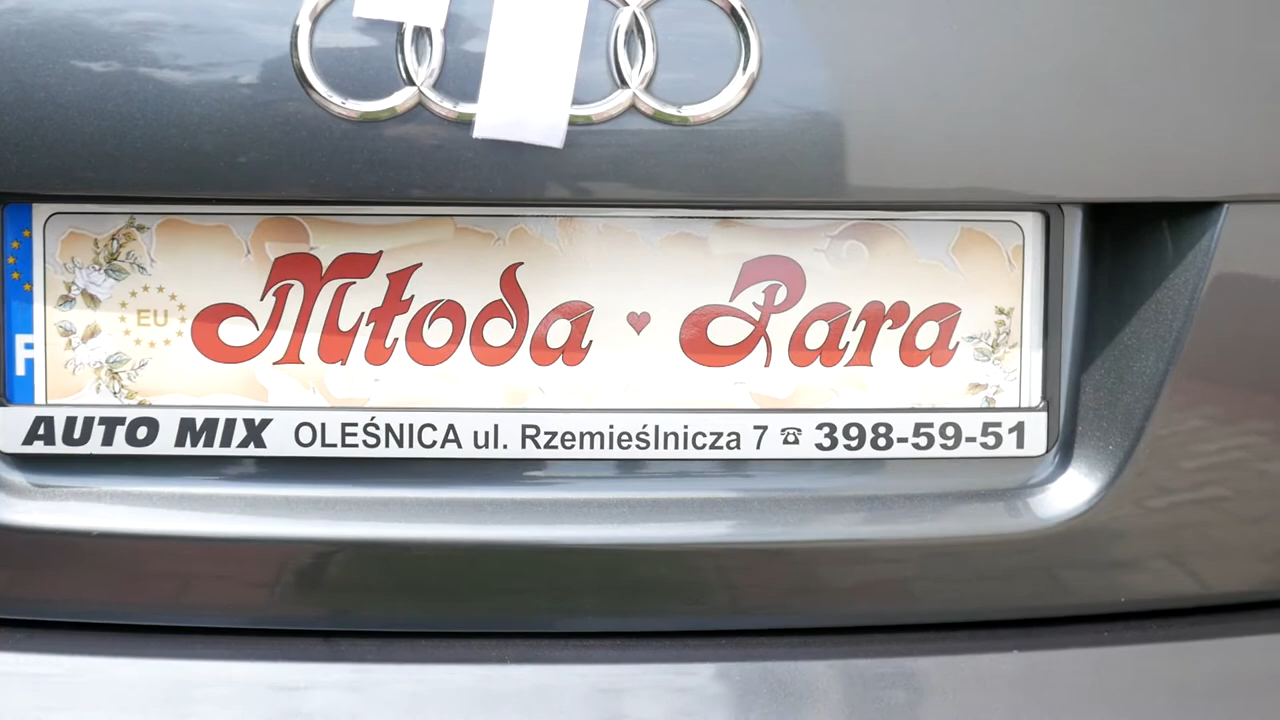 EU Młoda Para
AUTO MIX OLEŚNICA ul. Rzemieślnicza 7 ☎ 398-59-51